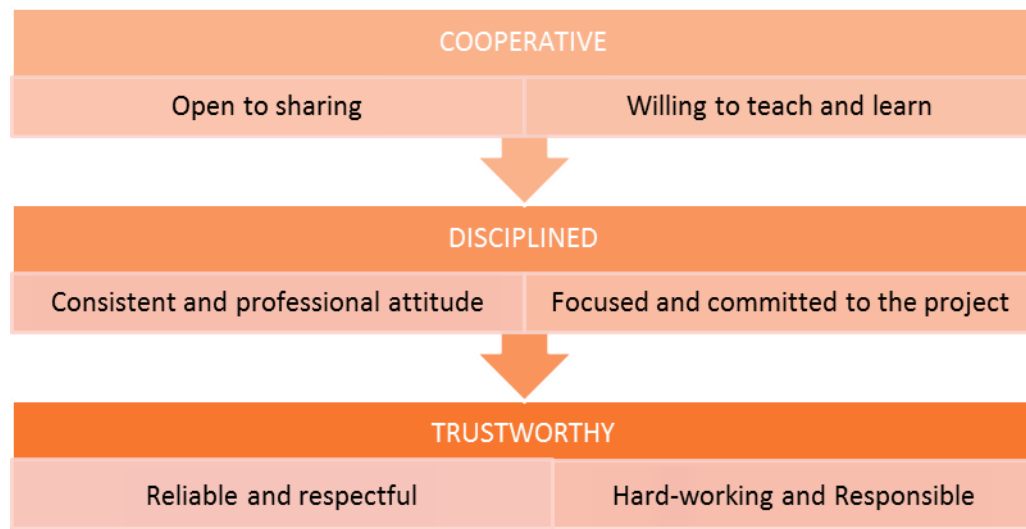 COOPERATIVE
Open to sharing
Willing to teach and learn
DISCIPLINED
Consistent and professional attitude
Focused and committed to the project
TRUSTWORTHY
Reliable and respectful
Hard-working and Responsible